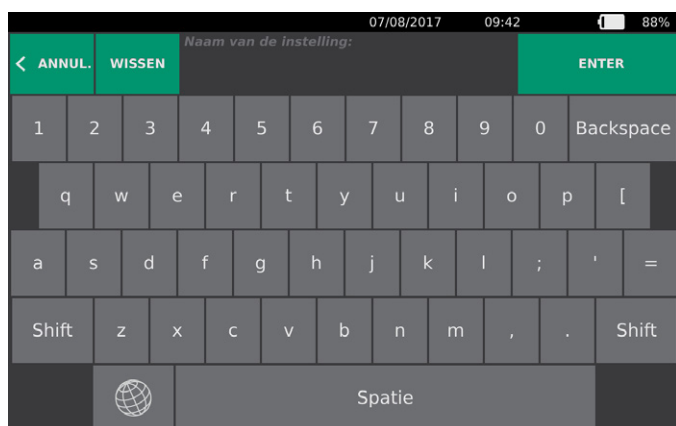 07/08/2017 09:42 88%
ANNUL. WISSEN Naam van de instelling: ENTER
1 2 3 4 5 6 7 8 9 0 Backspace
q w e r t y u i o p [
a s d f g h j k l ; ' =
Shift z x c v b n m , . Shift
Spatie